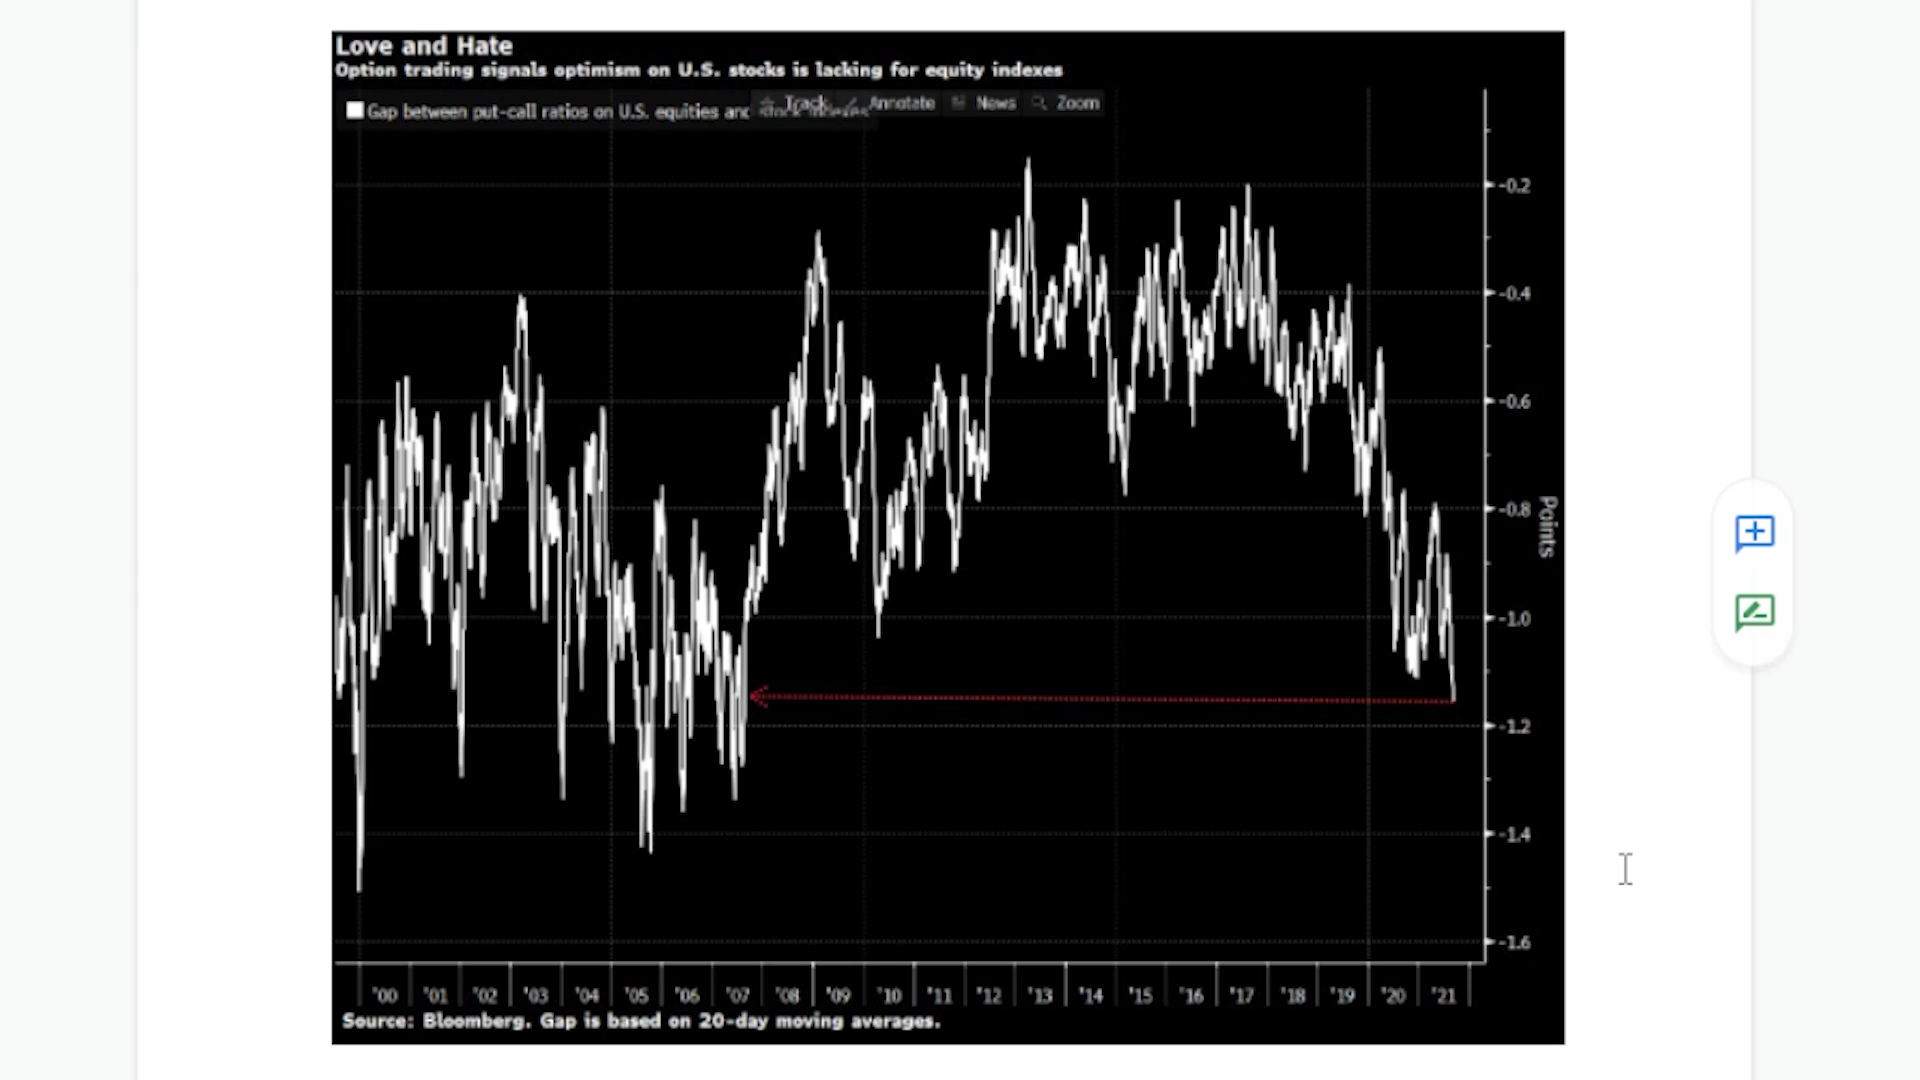 Love and Hate
Option trading signals optimism on U.S. stocks is lacking for equity indexes
Gap between put-call ratios on U.S. equities and stock indexes
Track Annotate News Zoom
-0.2
-0.4
-0.6
-0.8
-1.0
-1.2
-1.4
-1.6
Points
'00 '01 '02 '03 '04 '05 '06 '07 '08 '09 '10 '11 '12 '13 '14 '15 '16 '17 '18 '19 '20 '21
Source: Bloomberg. Gap is based on 20-day moving averages.